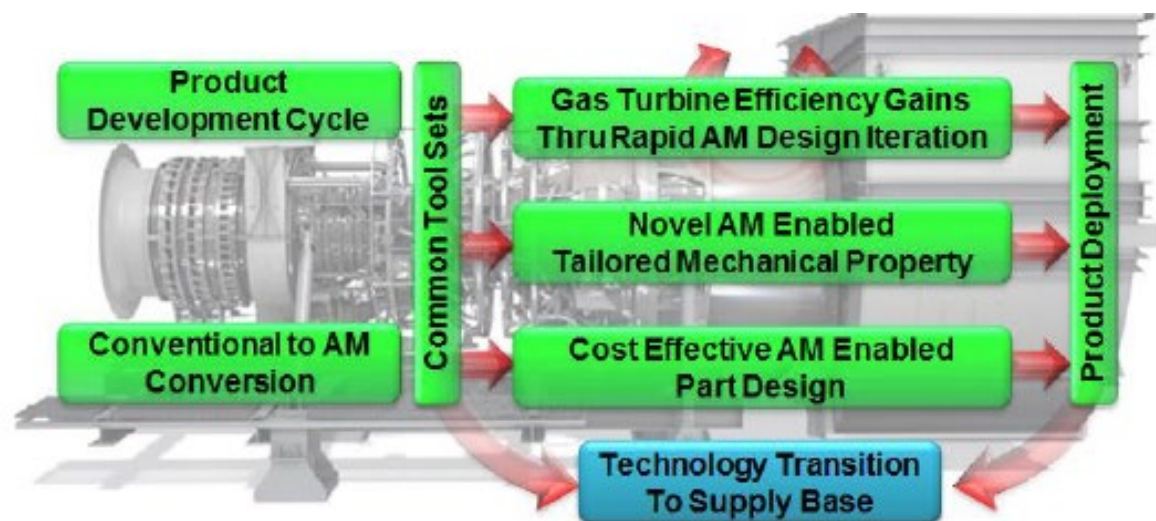 Product
Development Cycle
Conventional to AM
Conversion
Common Tool Sets
Gas Turbine Efficiency Gains
Thru Rapid AM Design Iteration
Novel AM Enabled
Tailored Mechanical Property
Cost Effective AM Enabled
Part Design
Product Deployment
Technology Transition
To Supply Base